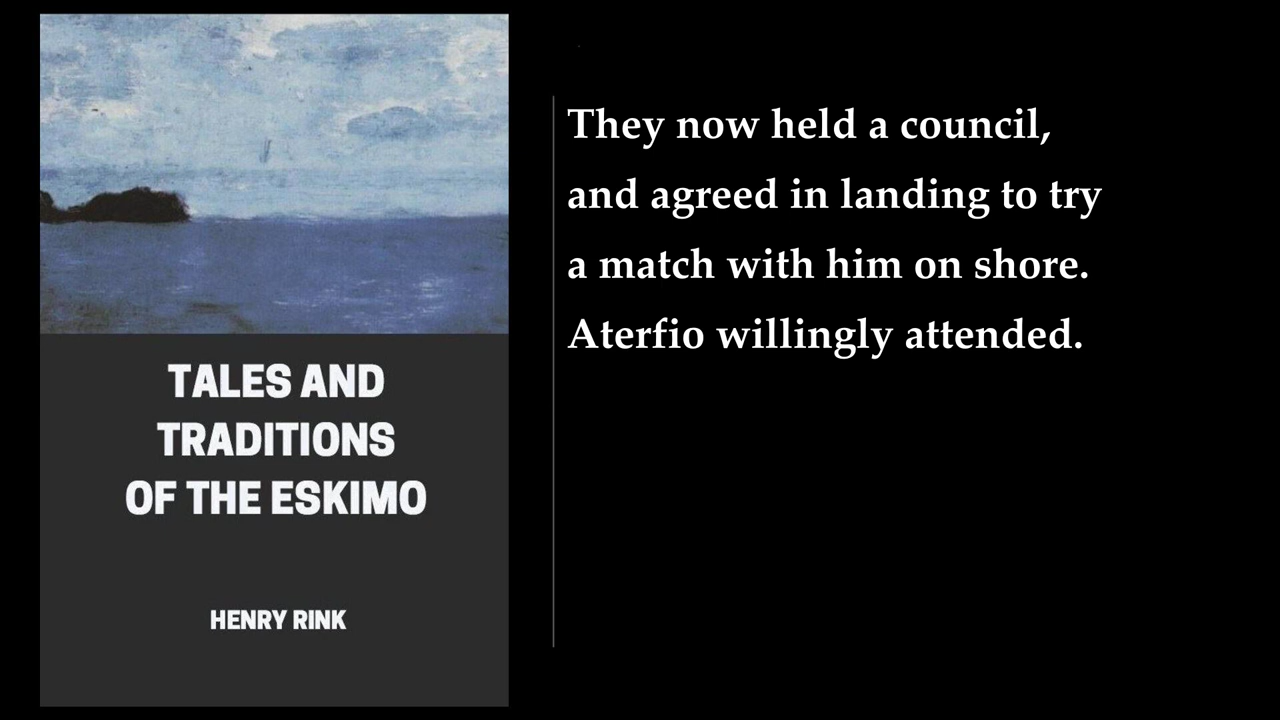 TALES AND
TRADITIONS
OF THE ESKIMO
HENRY RINK
They now held a council,
and agreed in landing to try
a match with him on shore.
Aterfio willingly attended.